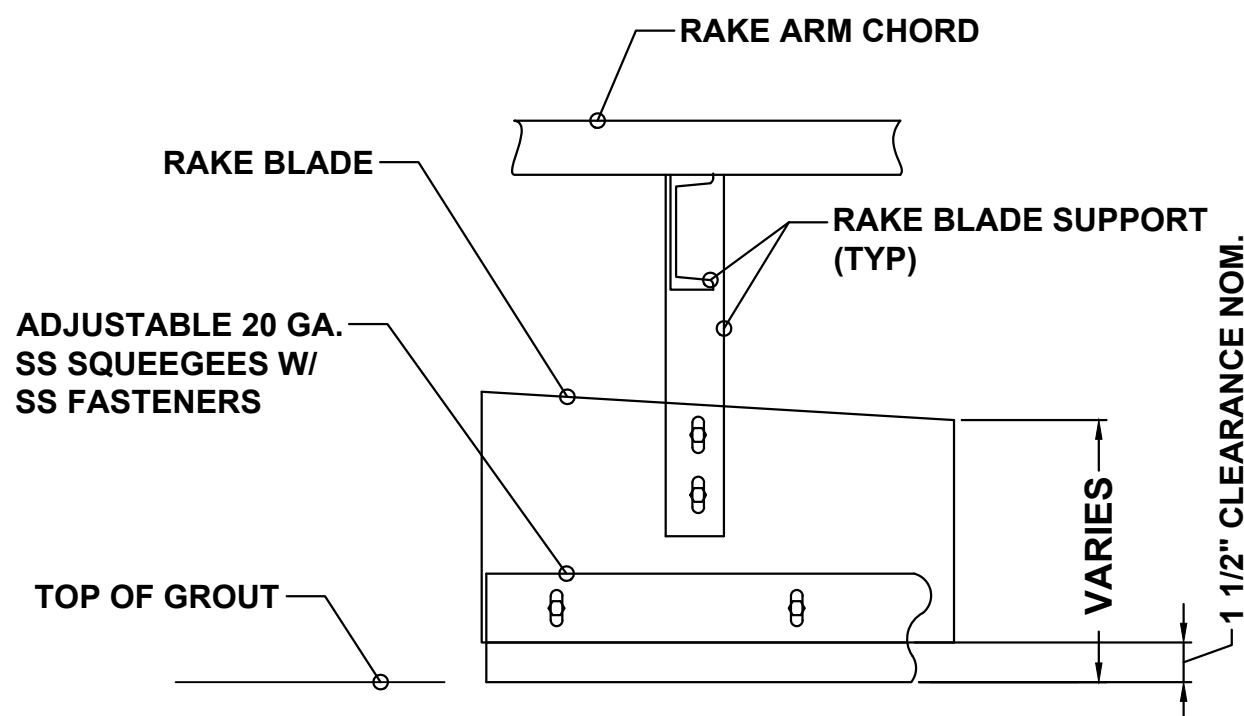 RAKE ARM CHORD
RAKE BLADE
RAKE BLADE SUPPORT
(TYP)
ADJUSTABLE 20 GA.
SS SQUEEGEES W/
SS FASTENERS
TOP OF GROUT
VARIES
1 1/2" CLEARANCE NOM.